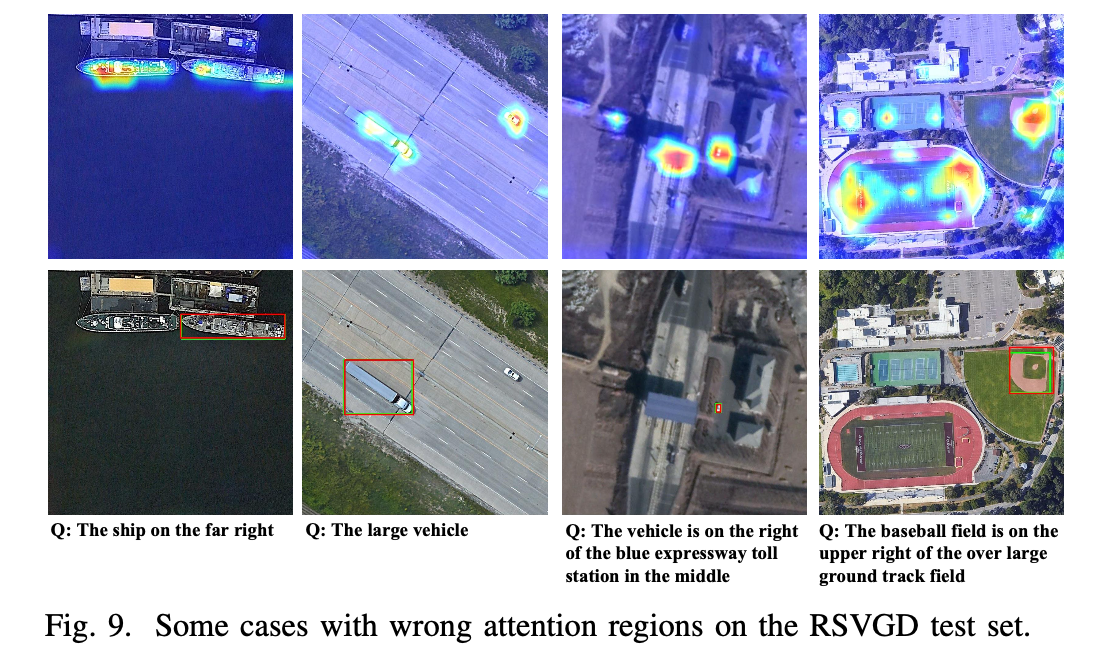 Q: The ship on the far right
Q: The large vehicle
Q: The vehicle is on the right
of the blue expressway toll
station in the middle
Q: The baseball field is on the
upper right of the over large
ground track field
Fig. 9. Some cases with wrong attention regions on the RSVGD test set.